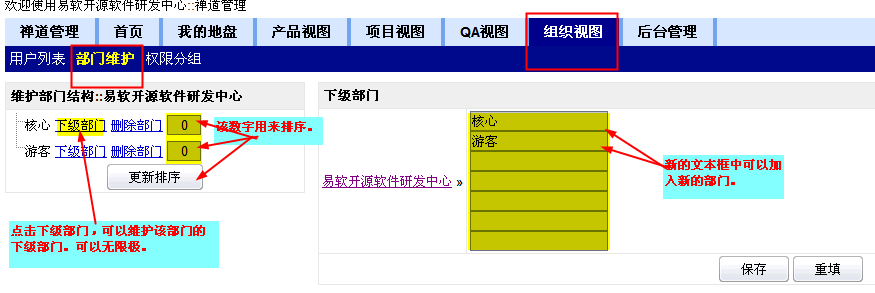 欢迎使用易软开源软件研发中心::禅道管理
禅道管理 首页 我的地盘 产品视图 项目视图 QA视图 组织视图 后台管理
用户列表 部门维护 权限分组
维护部门结构::易软开源软件研发中心
核心 下级部门 删除部门 0
游客 下级部门 删除部门 0
更新排序
该数字用来排序。
点击下级部门，可以维护该部门的
下级部门。可以无限极。
下级部门
易软开源软件研发中心 »
核心
游客
新的文本框中可以加
入新的部门。
保存 重填